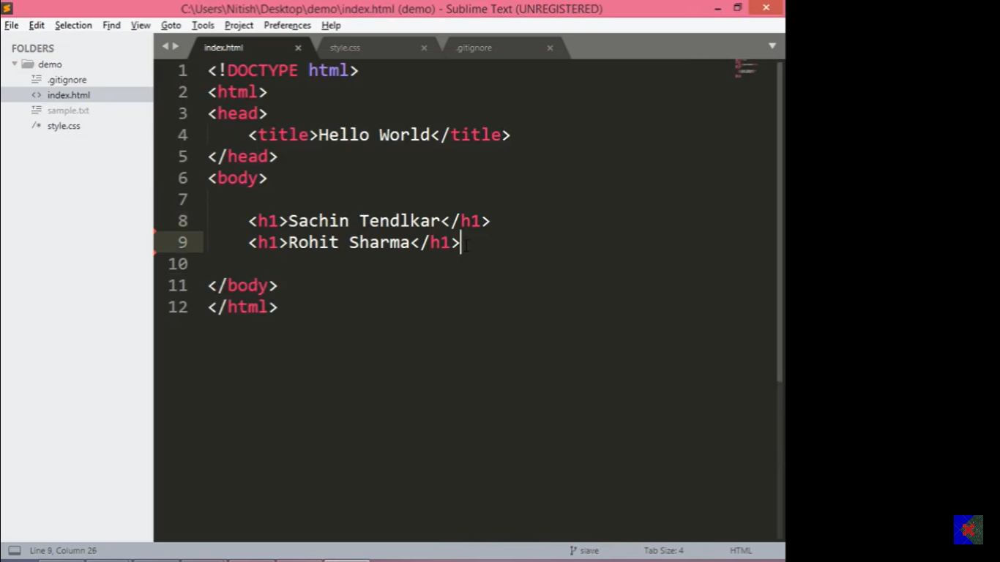 C:\Users\Nitish\Desktop\demo\index.html (demo) - Sublime Text (UNREGISTERED)
File Edit Selection Find View Goto Tools Project Preferences Help
FOLDERS
demo
.gitignore
index.html
sample.txt
style.css
index.html style.css .gitignore
1 <!DOCTYPE html>
2 <html>
3 <head>
4 <title>Hello World</title>
5 </head>
6 <body>
7
8 <h1>Sachin Tendlkar</h1>
9 <h1>Rohit Sharma</h1>
10
11 </body>
12 </html>
Line 9, Column 26 slave Tab Size: 4 HTML